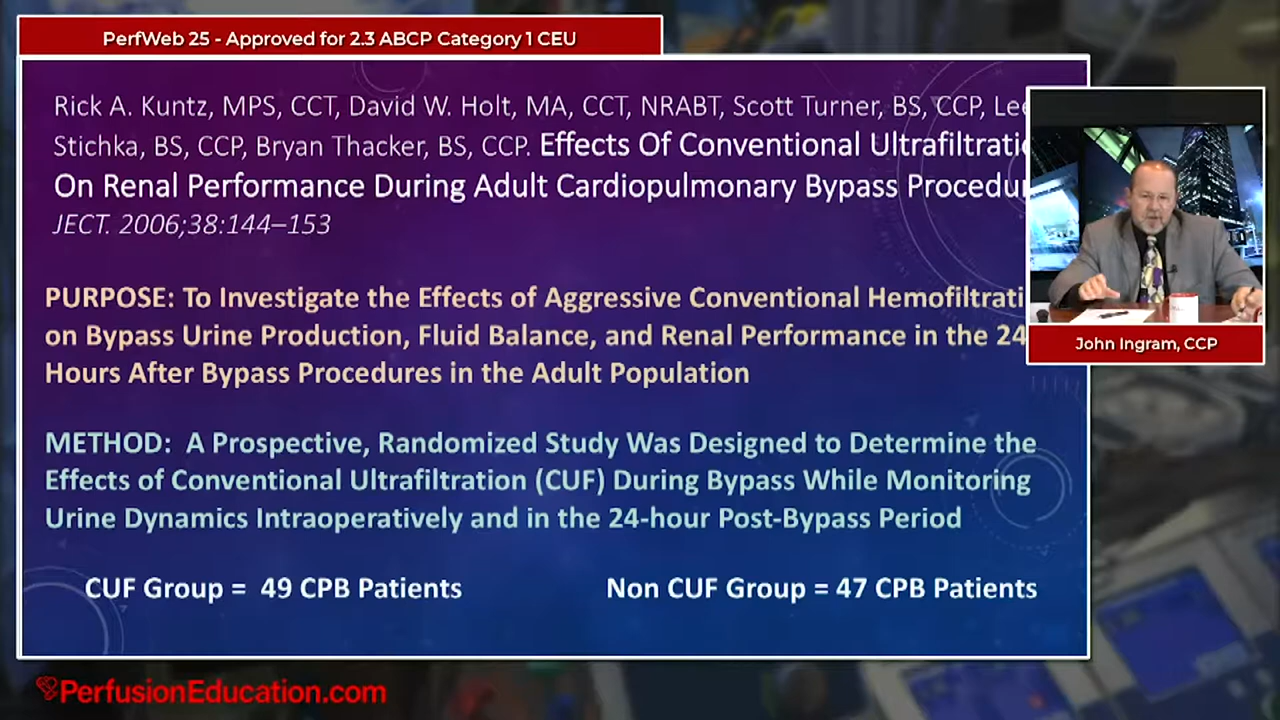 PerfWeb 25 - Approved for 2.3 ABCP Category 1 CEU
Rick A. Kuntz, MPS, CCT, David W. Holt, MA, CCT, NRABT, Scott Turner, BS, CCP, Lee
Stichka, BS, CCP, Bryan Thacker, BS, CCP. Effects Of Conventional
On Renal Performance During Adult Cardiopulmonary Bypass
JECT. 2006;38:144–153
PURPOSE: To Investigate the Effects of Aggressive Conventional
on Bypass Urine Production, Fluid Balance, and Renal Performance in the 24
Hours After Bypass Procedures in the Adult Population
METHOD: A Prospective, Randomized Study Was Designed to Determine the
Effects of Conventional Ultrafiltration (CUF) During Bypass While Monitoring
Urine Dynamics Intraoperatively and in the 24-hour Post-Bypass Period
CUF Group = 49 CPB Patients
Non CUF Group = 47 CPB Patients
John Ingram, CCP
PerfusionEducation.com